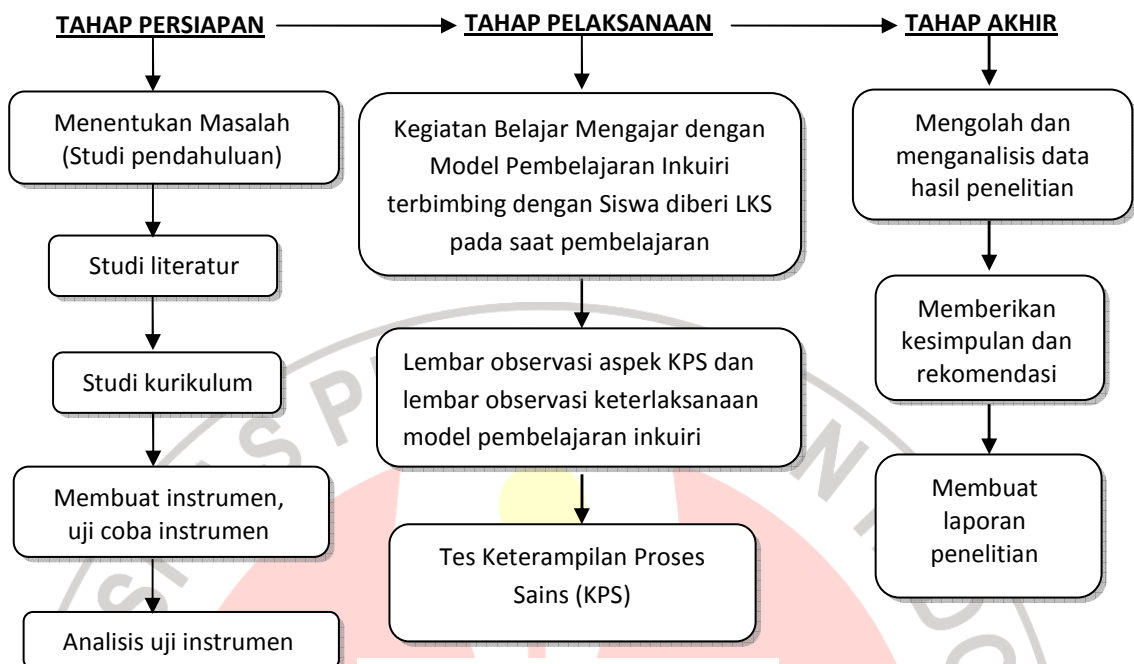 TAHAP PERSIAPAN
Menentukan Masalah
(Studi pendahuluan)
Studi literatur
Studi kurikulum
Membuat instrumen,
uji coba instrumen
Analisis uji instrumen
TAHAP PELAKSANAAN
Kegiatan Belajar Mengajar dengan
Model Pembelajaran Inkuiri
terbimbing dengan Siswa diberi LKS
pada saat pembelajaran
Lembar observasi aspek KPS dan
lembar observasi keterlaksanaan
model pembelajaran inkuiri
Tes Keterampilan Proses
Sains (KPS)
TAHAP AKHIR
Mengolah dan
menganalisis data
hasil penelitian
Memberikan
kesimpulan dan
rekomendasi
Membuat
laporan
penelitian